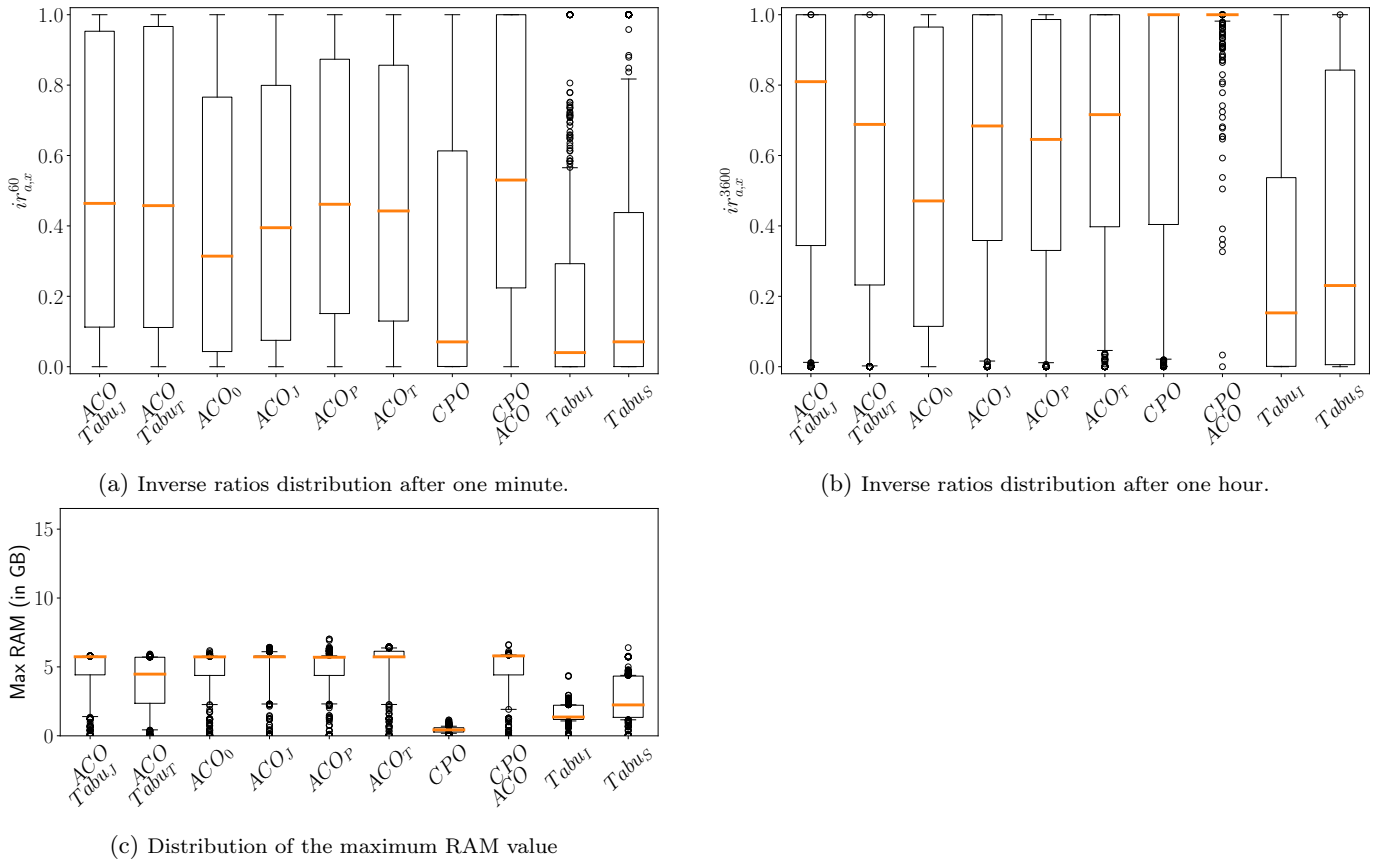 1.0
0.8
0.6
0.4
0.2
0.0
ir^{60}_{a,x}
ACO Tabu_J
ACO Tabu_T
ACO_0
ACO_J
ACO_P
ACO_T
CPO
CPO ACO
Tabu_I
Tabu_S
(a) Inverse ratios distribution after one minute.
1.0
0.8
0.6
0.4
0.2
0.0
ir^{3600}_{a,x}
ACO Tabu_J
ACO Tabu_T
ACO_0
ACO_J
ACO_P
ACO_T
CPO
CPO ACO
Tabu_I
Tabu_S
(b) Inverse ratios distribution after one hour.
15
10
5
0
Max RAM (in GB)
ACO Tabu_J
ACO Tabu_T
ACO_0
ACO_J
ACO_P
ACO_T
CPO
CPO ACO
Tabu_I
Tabu_S
(c) Distribution of the maximum RAM value